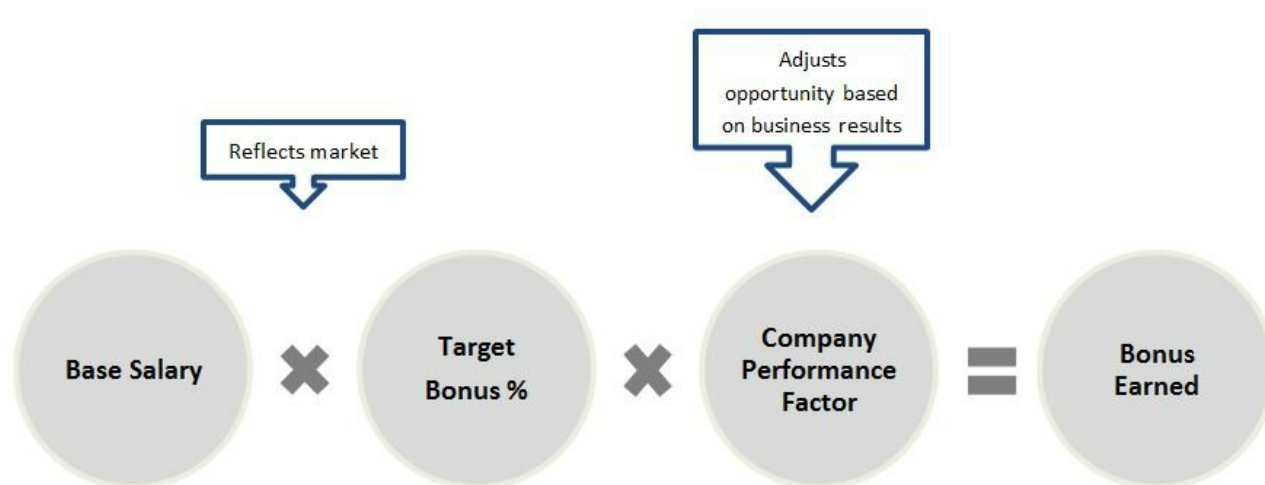 Adjusts
opportunity based
on business results
Reflects market
Base Salary
Target
Bonus %
Company
Performance
Factor
Bonus
Earned